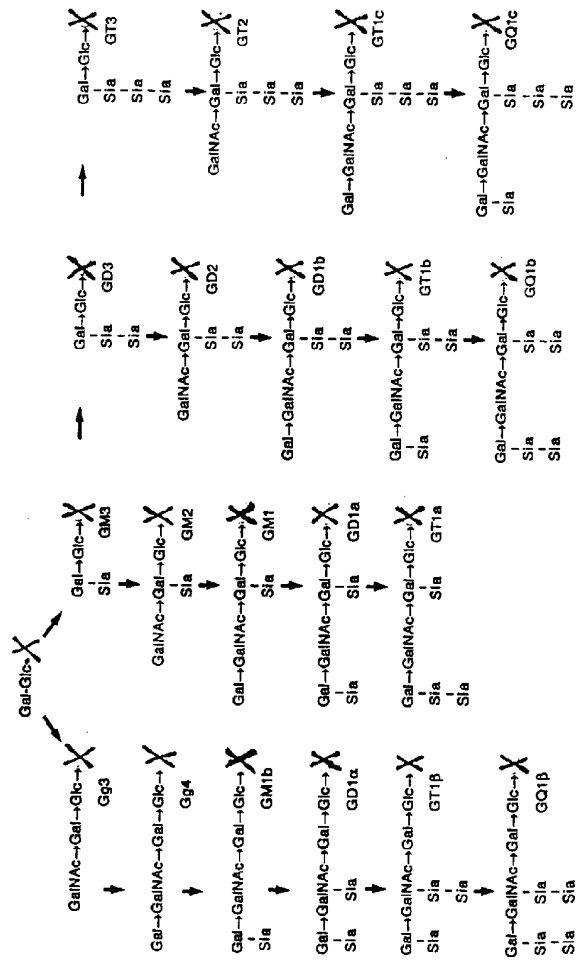 Gal-Glc-
GalNAc→Gal→Glc→
Gg3
Gal→GalNAc→Gal→Glc→
Gg4
Gal→GalNAc→Gal→Glc→
Sia
GM1b
Gal→GalNAc→Gal→Glc→
Sia Sia
GD1α
Gal→GalNAc→Gal→Glc→
Sia Sia
Sia
GT1β
Gal→GalNAc→Gal→Glc→
Sia Sia
Sia Sia
GQ1β
Gal→Glc→
Sia
GM3
GalNAc→Gal→Glc→
Sia
GM2
Gal→GalNAc→Gal→Glc→
Sia
GM1
Gal→GalNAc→Gal→Glc→
Sia Sia
GD1a
Gal→GalNAc→Gal→Glc→
Sia Sia
Sia
GT1a
Gal→Glc→
Sia
Sia
GD3
GalNAc→Gal→Glc→
Sia
Sia
GD2
Gal→GalNAc→Gal→Glc→
Sia
Sia
GD1b
Gal→GalNAc→Gal→Glc→
Sia Sia
Sia
GT1b
Gal→GalNAc→Gal→Glc→
Sia Sia
Sia Sia
GQ1b
Gal→Glc→
Sia
Sia
Sia
GT3
GalNAc→Gal→Glc→
Sia
Sia
Sia
GT2
Gal→GalNAc→Gal→Glc→
Sia
Sia
Sia
GT1c
Gal→GalNAc→Gal→Glc→
Sia Sia
Sia
Sia
GQ1c